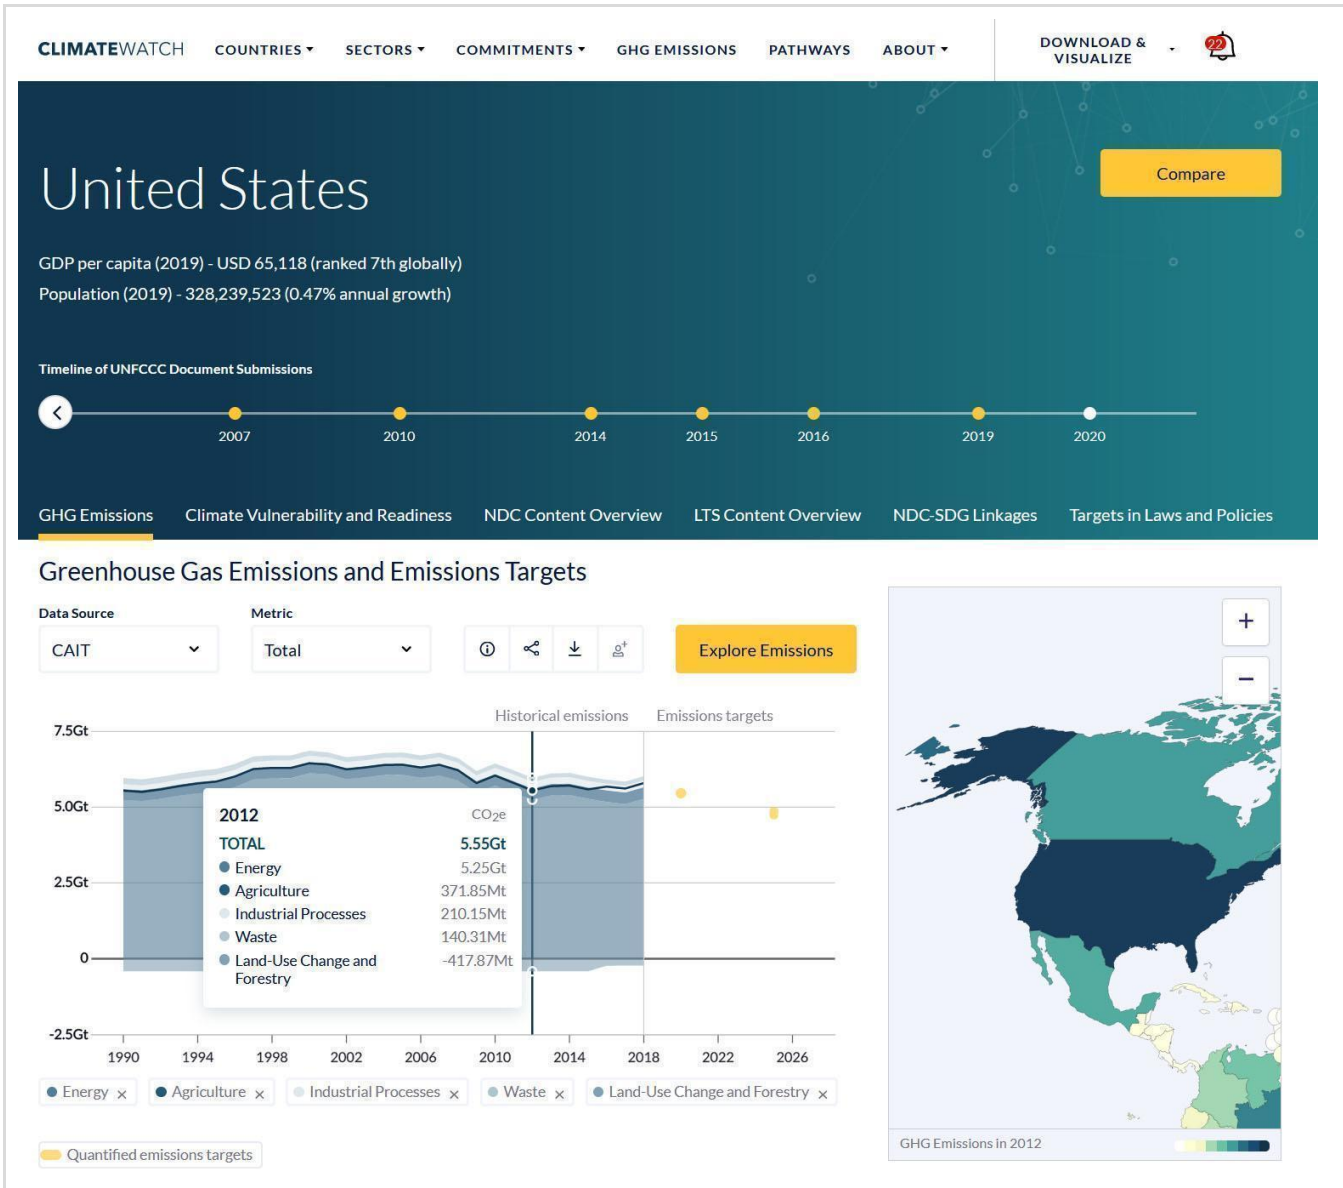 CLIMATEWATCH COUNTRIES SECTORS COMMITMENTS GHG EMISSIONS PATHWAYS ABOUT DOWNLOAD & VISUALIZE 22
United States
Compare
GDP per capita (2019) - USD 65,118 (ranked 7th globally)
Population (2019) - 328,239,523 (0.47% annual growth)
Timeline of UNFCCC Document Submissions
2007 2010 2014 2015 2016 2019 2020
GHG Emissions Climate Vulnerability and Readiness NDC Content Overview LTS Content Overview NDC-SDG Linkages Targets in Laws and Policies
Greenhouse Gas Emissions and Emissions Targets
Data Source Metric
CAIT Total Explore Emissions
Historical emissions Emissions targets
7.5Gt
5.0Gt
2.5Gt
0
-2.5Gt
2012 CO2e
TOTAL 5.55Gt
Energy 5.25Gt
Agriculture 371.85Mt
Industrial Processes 210.15Mt
Waste 140.31Mt
Land-Use Change and -417.87Mt
Forestry
1990 1994 1998 2002 2006 2010 2014 2018 2022 2026
Energy × Agriculture × Industrial Processes × Waste × Land-Use Change and Forestry ×
Quantified emissions targets
+
−
GHG Emissions in 2012